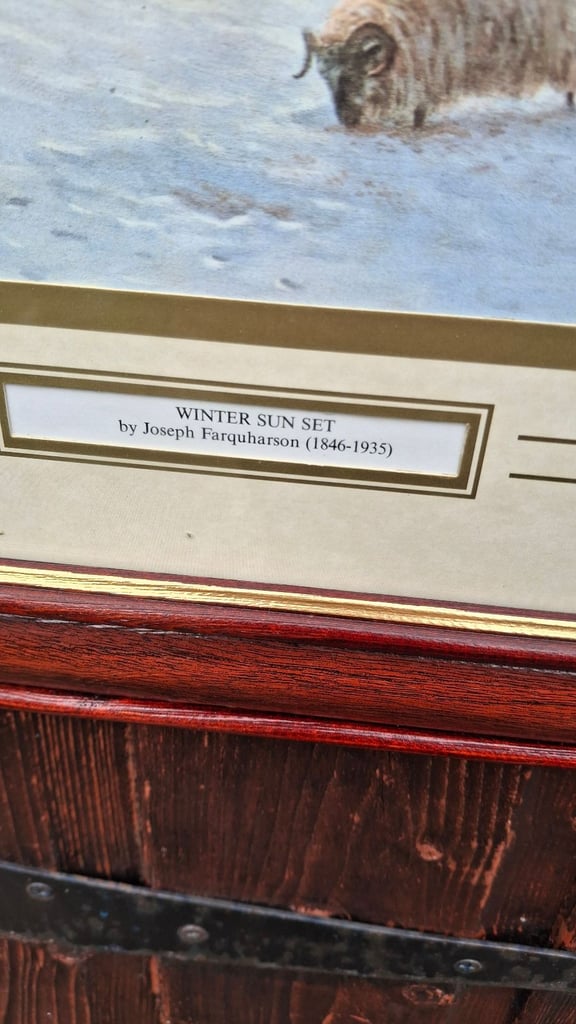 WINTER SUN SET
by Joseph Farquharson (1846-1935)